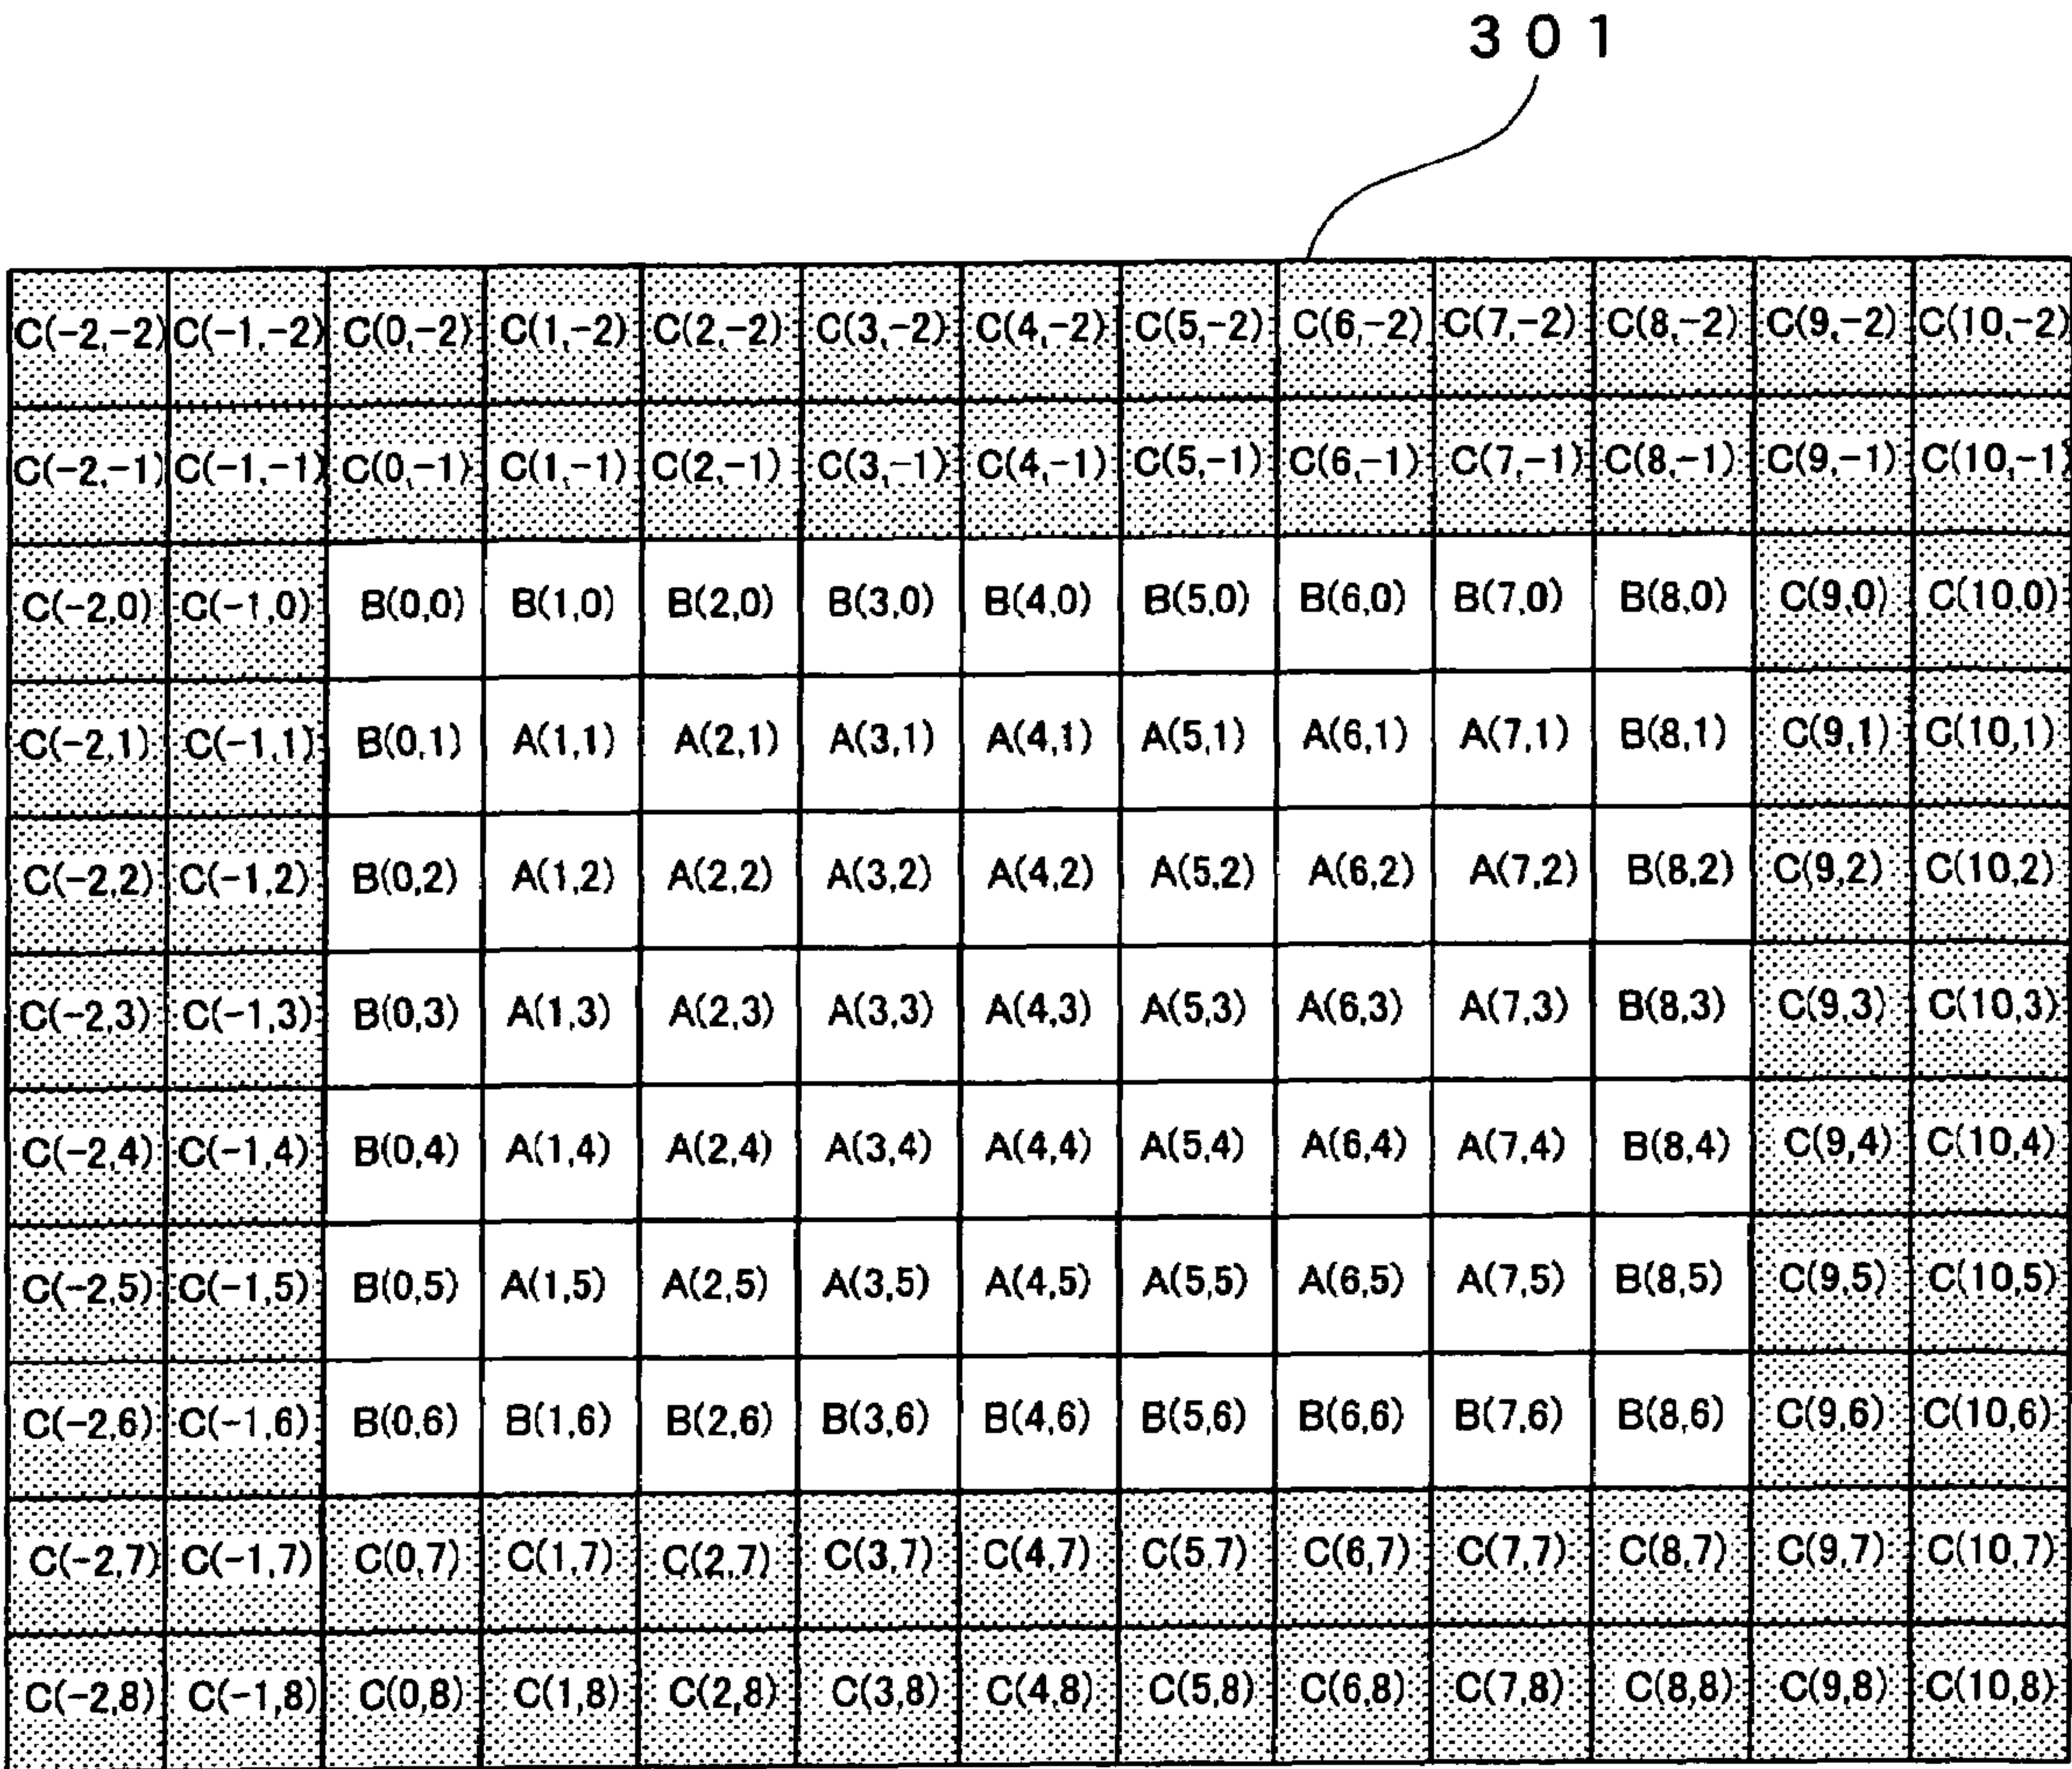 ３０１
C(-2,-2) C(-1,-2) C(0,-2) C(1,-2) C(2,-2) C(3,-2) C(4,-2) C(5,-2) C(6,-2) C(7,-2) C(8,-2) C(9,-2) C(10,-2)
C(-2,-1) C(-1,-1) C(0,-1) C(1,-1) C(2,-1) C(3,-1) C(4,-1) C(5,-1) C(6,-1) C(7,-1) C(8,-1) C(9,-1) C(10,-1)
C(-2,0) C(-1,0) B(0,0) B(1,0) B(2,0) B(3,0) B(4,0) B(5,0) B(6,0) B(7,0) B(8,0) C(9,0) C(10,0)
C(-2,1) C(-1,1) B(0,1) A(1,1) A(2,1) A(3,1) A(4,1) A(5,1) A(6,1) A(7,1) B(8,1) C(9,1) C(10,1)
C(-2,2) C(-1,2) B(0,2) A(1,2) A(2,2) A(3,2) A(4,2) A(5,2) A(6,2) A(7,2) B(8,2) C(9,2) C(10,2)
C(-2,3) C(-1,3) B(0,3) A(1,3) A(2,3) A(3,3) A(4,3) A(5,3) A(6,3) A(7,3) B(8,3) C(9,3) C(10,3)
C(-2,4) C(-1,4) B(0,4) A(1,4) A(2,4) A(3,4) A(4,4) A(5,4) A(6,4) A(7,4) B(8,4) C(9,4) C(10,4)
C(-2,5) C(-1,5) B(0,5) A(1,5) A(2,5) A(3,5) A(4,5) A(5,5) A(6,5) A(7,5) B(8,5) C(9,5) C(10,5)
C(-2,6) C(-1,6) B(0,6) B(1,6) B(2,6) B(3,6) B(4,6) B(5,6) B(6,6) B(7,6) B(8,6) C(9,6) C(10,6)
C(-2,7) C(-1,7) C(0,7) C(1,7) C(2,7) C(3,7) C(4,7) C(5,7) C(6,7) C(7,7) C(8,7) C(9,7) C(10,7)
C(-2,8) C(-1,8) C(0,8) C(1,8) C(2,8) C(3,8) C(4,8) C(5,8) C(6,8) C(7,8) C(8,8) C(9,8) C(10,8)